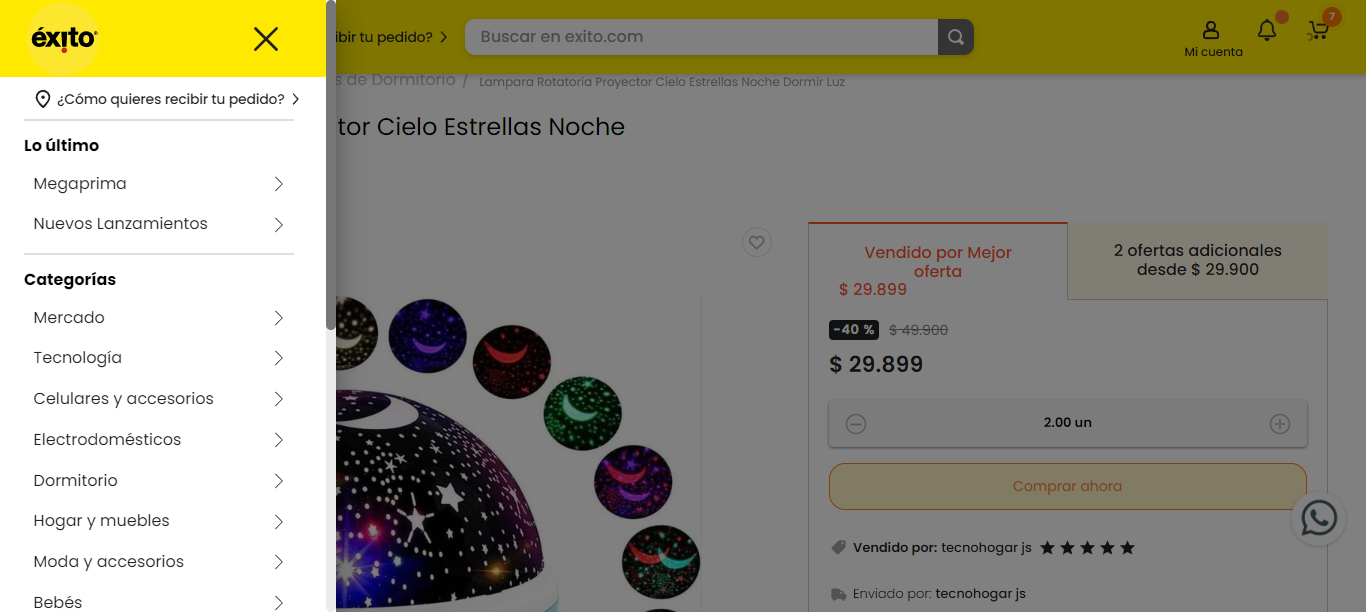 éxito
¿Cómo quieres recibir tu pedido?
Lo último
Megaprima
Nuevos Lanzamientos
Categorías
Mercado
Tecnología
Celulares y accesorios
Electrodomésticos
Dormitorio
Hogar y muebles
Moda y accesorios
Bebés
ibir tu pedido?
Buscar en exito.com
Mi cuenta
7
s de Dormitorio / Lampara Rotatoria Proyector Cielo Estrellas Noche Dormir Luz
tor Cielo Estrellas Noche
Vendido por Mejor
oferta
$ 29.899
2 ofertas adicionales
desde $ 29.900
-40 % $ 49.900
$ 29.899
2.00 un
Comprar ahora
Vendido por: tecnohogar js
Enviado por: tecnohogar js